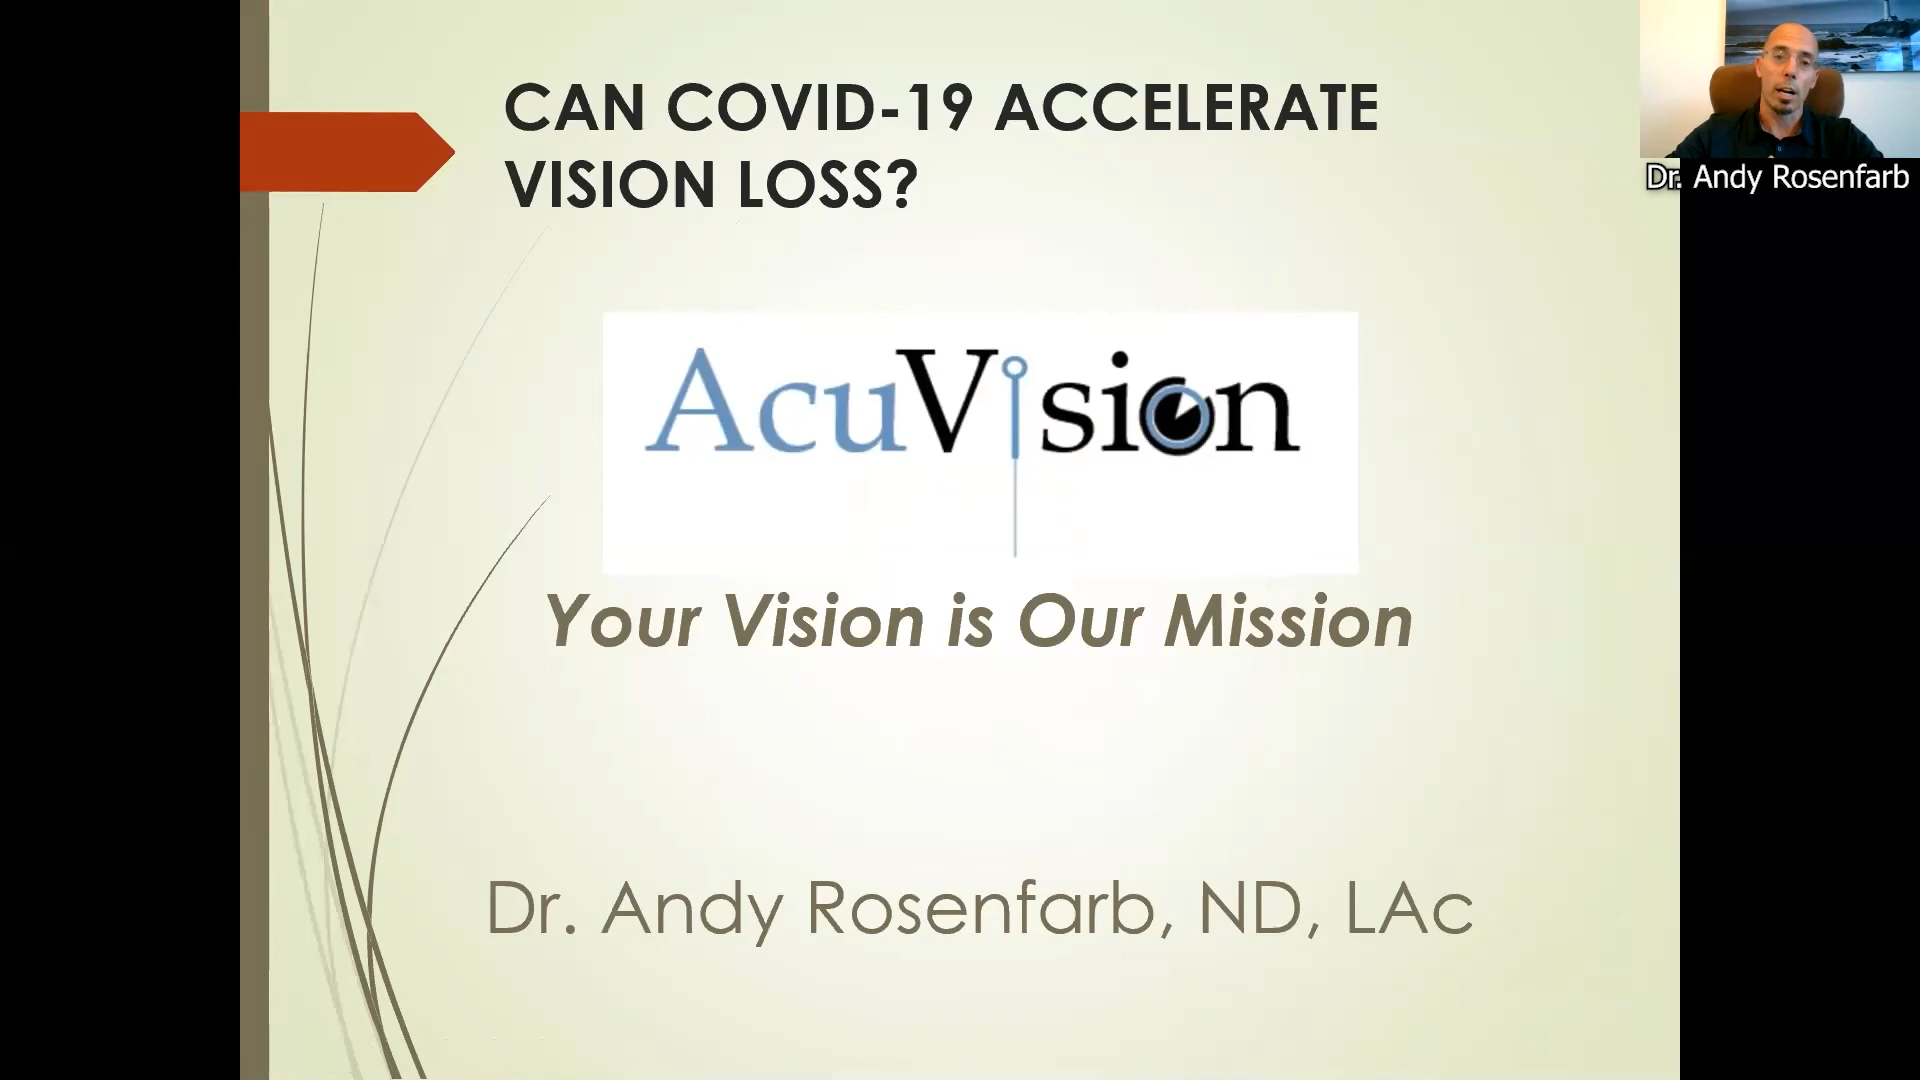 CAN COVID-19 ACCELERATE
VISION LOSS?
Dr. Andy Rosenfarb
AcuVision
Your Vision is Our Mission
Dr. Andy Rosenfarb, ND, LAc